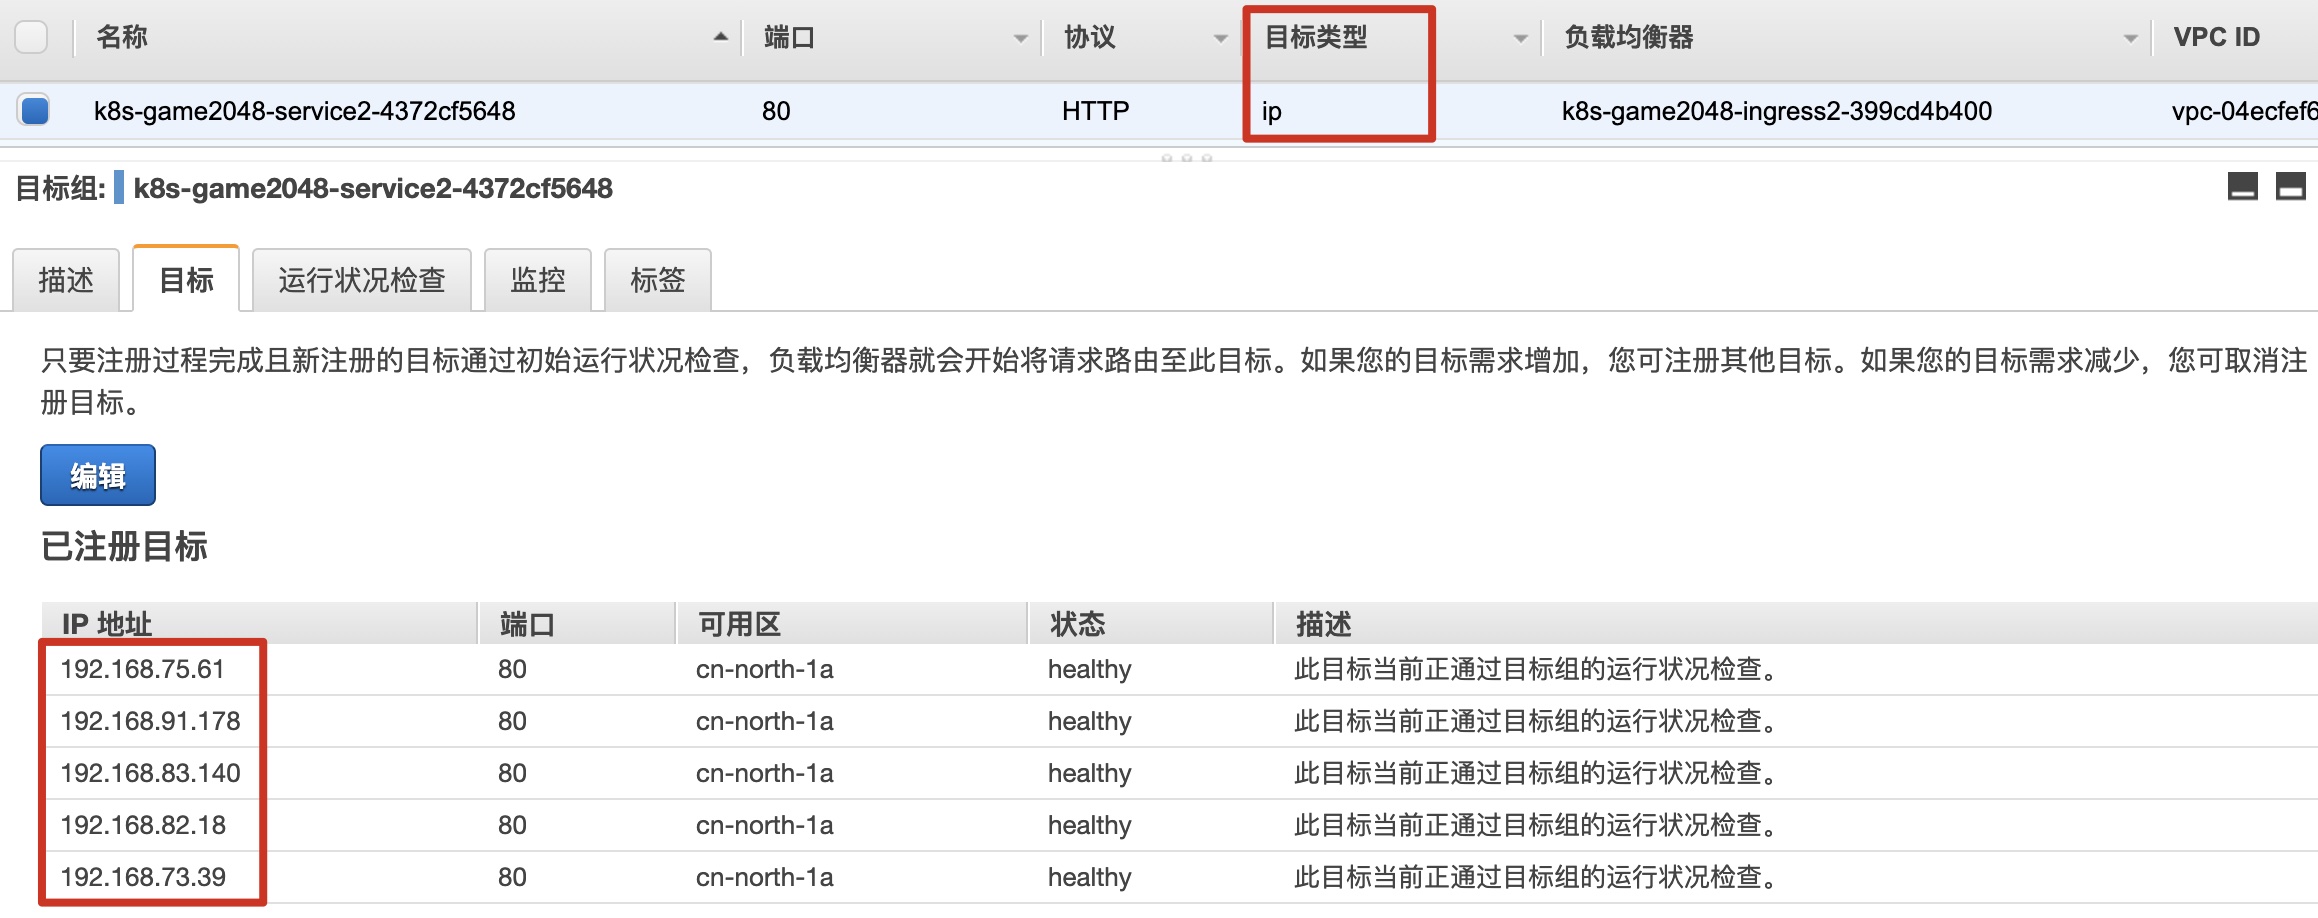 名称 端口 协议 目标类型 负载均衡器 VPC ID
k8s-game2048-service2-4372cf5648 80 HTTP ip k8s-game2048-ingress2-399cd4b400 vpc-04ecfef6
目标组: k8s-game2048-service2-4372cf5648
描述 目标 运行状况检查 监控 标签
只要注册过程完成且新注册的目标通过初始运行状况检查，负载均衡器就会开始将请求路由至此目标。如果您的目标需求增加，您可注册其他目标。如果您的目标需求减少，您可取消注
册目标。
编辑
已注册目标
IP 地址 端口 可用区 状态 描述
192.168.75.61 80 cn-north-1a healthy 此目标当前正通过目标组的运行状况检查。
192.168.91.178 80 cn-north-1a healthy 此目标当前正通过目标组的运行状况检查。
192.168.83.140 80 cn-north-1a healthy 此目标当前正通过目标组的运行状况检查。
192.168.82.18 80 cn-north-1a healthy 此目标当前正通过目标组的运行状况检查。
192.168.73.39 80 cn-north-1a healthy 此目标当前正通过目标组的运行状况检查。